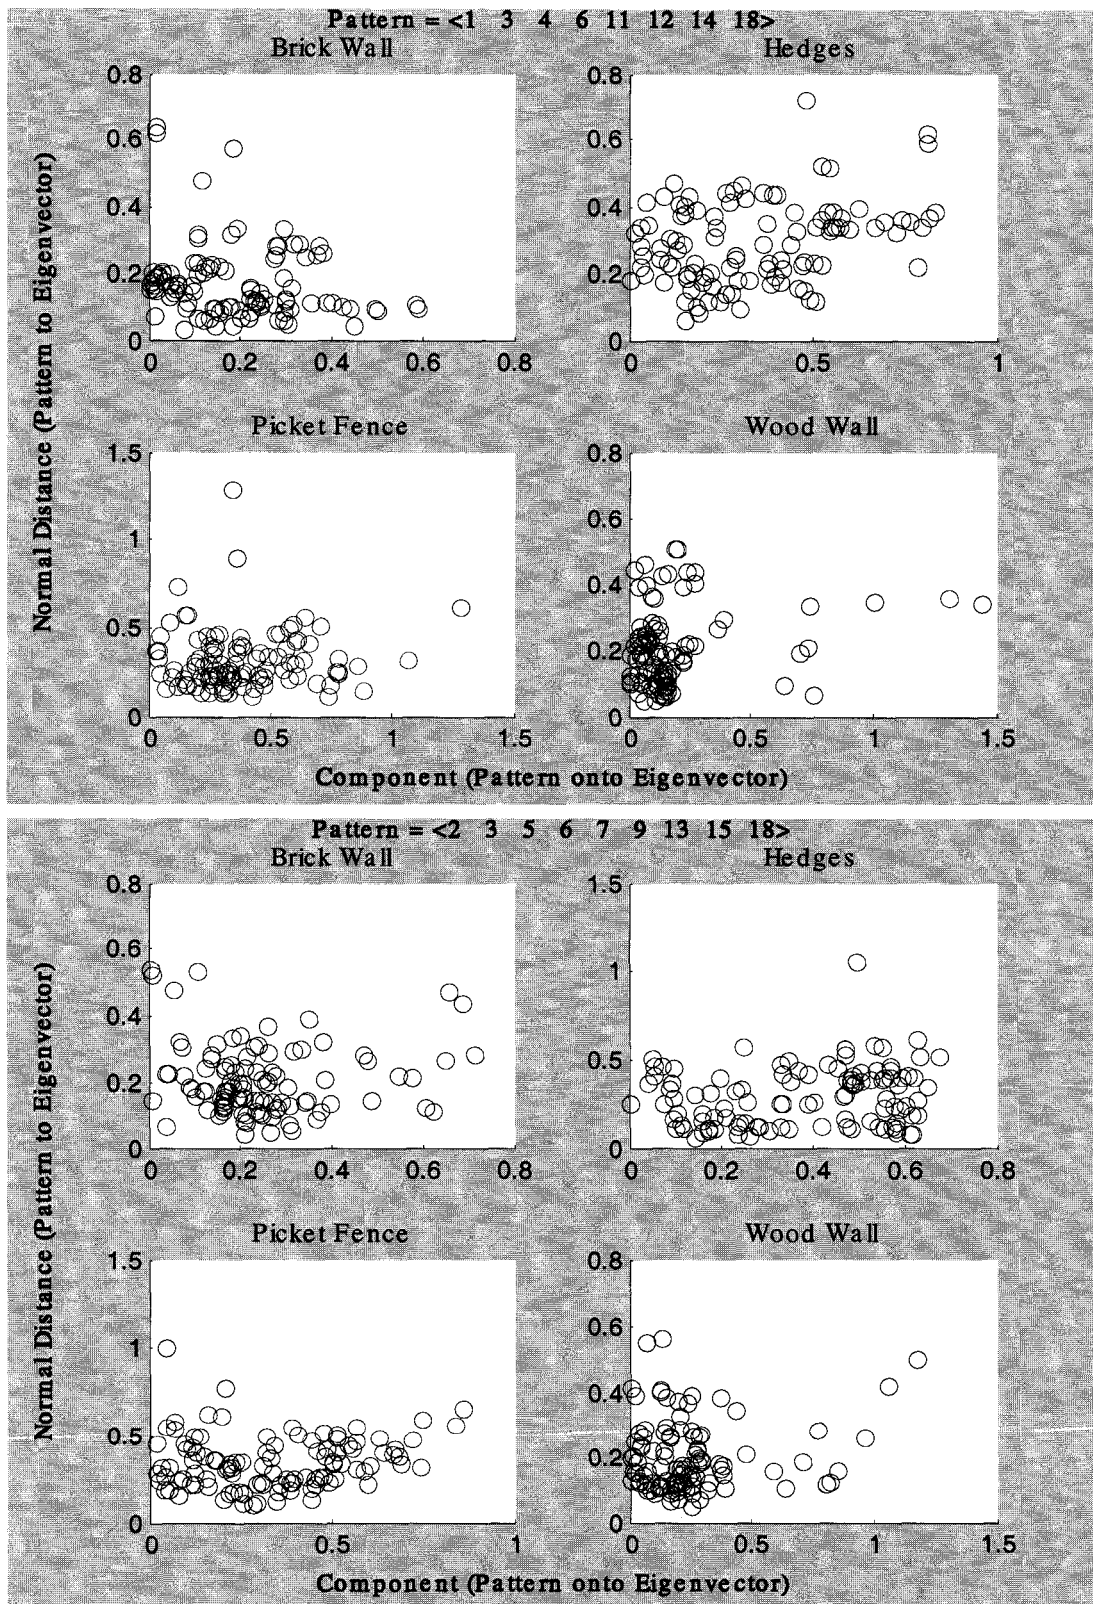 Pattern = <1 3 4 6 11 12 14 18>
Brick Wall
Hedges
0.8
0.6
0.4
0.2
0
0 0.2 0.4 0.6 0.8
0.8
0.6
0.4
0.2
0
0 0.5 1
Picket Fence
Wood Wall
1.5
1
0.5
0
0 0.5 1 1.5
0.8
0.6
0.4
0.2
0
0 0.5 1 1.5
Normal Distance (Pattern to Eigenvector)
Component (Pattern onto Eigenvector)
Pattern = <2 3 5 6 7 9 13 15 18>
Brick Wall
Hedges
0.8
0.6
0.4
0.2
0
0 0.2 0.4 0.6 0.8
1.5
1
0.5
0
0 0.2 0.4 0.6 0.8
Picket Fence
Wood Wall
1.5
1
0.5
0
0 0.5 1
0.8
0.6
0.4
0.2
0
0 0.5 1 1.5
Normal Distance (Pattern to Eigenvector)
Component (Pattern onto Eigenvector)